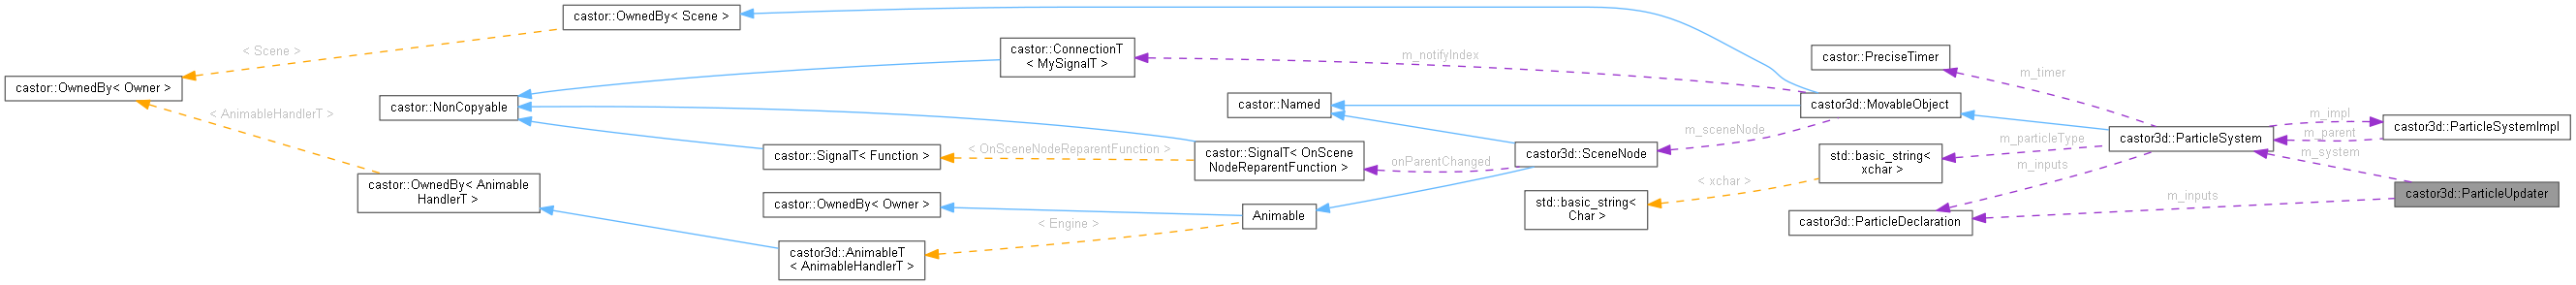 castor::OwnedBy< Scene >
< Scene >
castor::OwnedBy< Owner >
< AnimableHandlerT >
castor::NonCopyable
castor::OwnedBy< Animable
HandlerT >
castor::ConnectionT
< MySignalT >
castor::SignalT< Function >
castor::OwnedBy< Owner >
castor3d::AnimableT
< AnimableHandlerT >
< OnSceneNodeReparentFunction >
< Engine >
castor::Named
castor::SignalT< OnScene
NodeReparentFunction >
Animable
m_notifyIndex
onParentChanged
m_sceneNode
castor3d::SceneNode
std::basic_string<
Char >
< xchar >
castor::PreciseTimer
castor3d::MovableObject
std::basic_string<
xchar >
castor3d::ParticleDeclaration
m_timer
m_particleType
m_inputs
castor3d::ParticleSystem
m_impl
m_parent
m_system
m_inputs
castor3d::ParticleSystemImpl
castor3d::ParticleUpdater